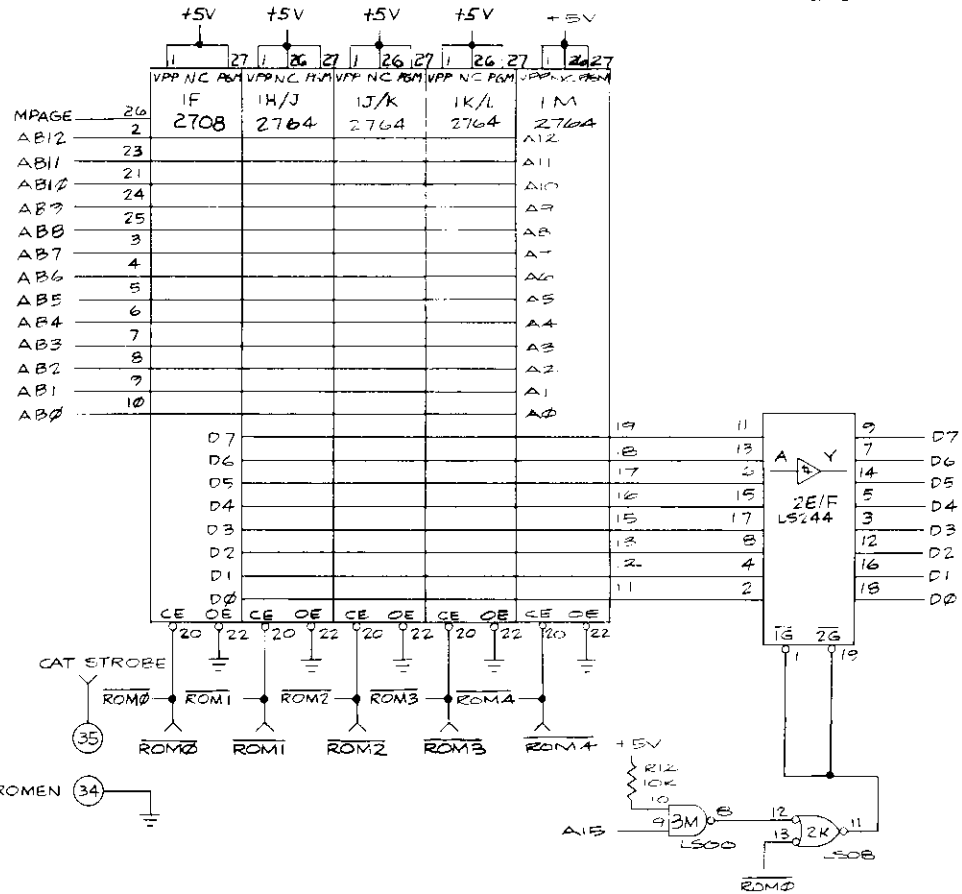 +5V +5V +5V +5V +5V
1 27 1 26 27 1 26 27 1 26 27 1 26 27
VPP NC PGM VPP NC PGM VPP NC PGM VPP NC PGM VPP NC PGM
1F 1H/J 1J/K 1K/L 1M
2708 2764 2764 2764 2764
MPAGE 26
AB12 2 A12
AB11 23 A11
AB10 21 A10
AB9 24 A9
AB8 25 A8
AB7 3 A7
AB6 4 A6
AB5 5 A5
AB4 6 A4
AB3 7 A3
AB2 8 A2
AB1 9 A1
AB0 10 A0
D7 19 11 9 D7
D6 18 13 7 D6
D5 17 6 14 D5
D4 16 15 5 D4
D3 15 17 3 D3
D2 13 8 12 D2
D1 12 4 16 D1
D0 11 2 18 D0
A Y
2E/F
LS244
1G 2G
1 19
CE OE CE OE CE OE CE OE CE OE
20 22 20 22 20 22 20 22 20 22
CAT STROBE
35
ROM0 ROM1 ROM2 ROM3 ROM4
ROM0 ROM1 ROM2 ROM3 ROM4
ROMEN 34
+5V
R12
10K
10
A15 9 3M 8
LS00
12 13 2K 11
LS08
ROM0